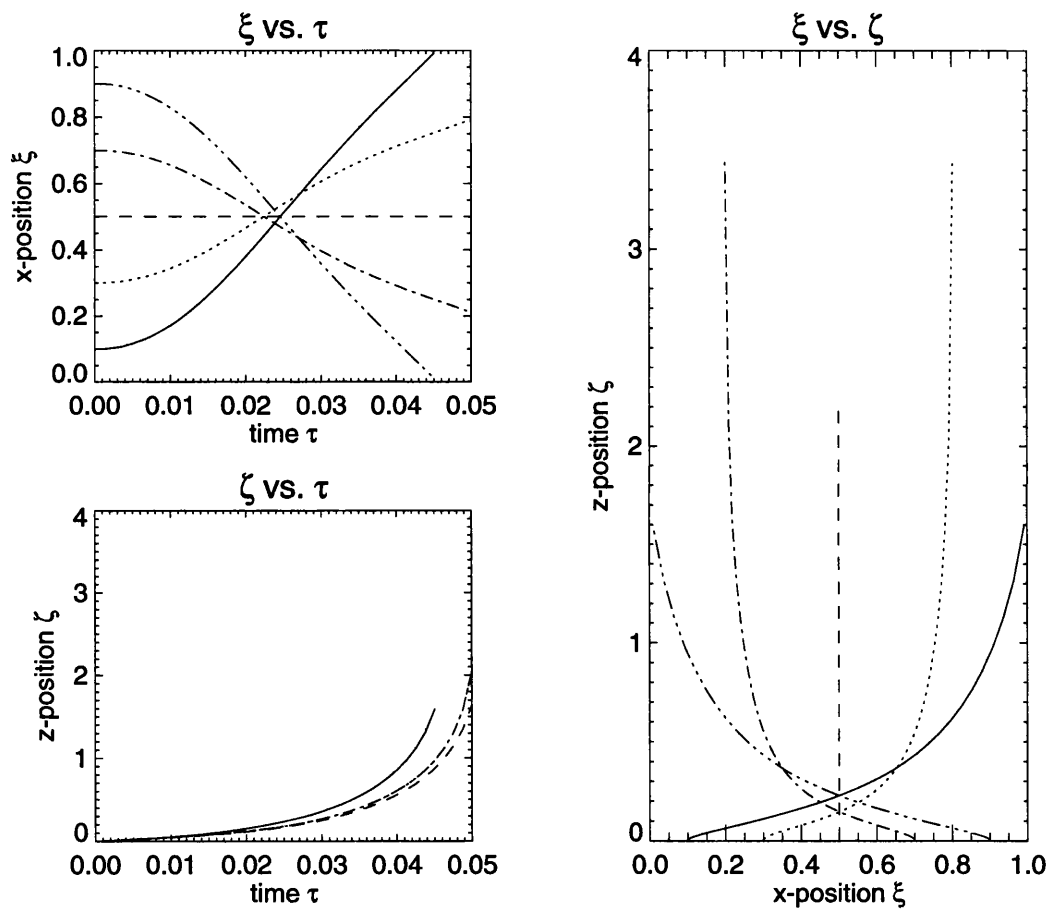 ξ vs. τ
1.0
0.8
0.6
0.4
0.2
0.0
x-position ξ
0.00 0.01 0.02 0.03 0.04 0.05
time τ
ζ vs. τ
4
3
2
1
0
z-position ζ
0.00 0.01 0.02 0.03 0.04 0.05
time τ
ξ vs. ζ
4
3
2
1
0
z-position ζ
0.0 0.2 0.4 0.6 0.8 1.0
x-position ξ